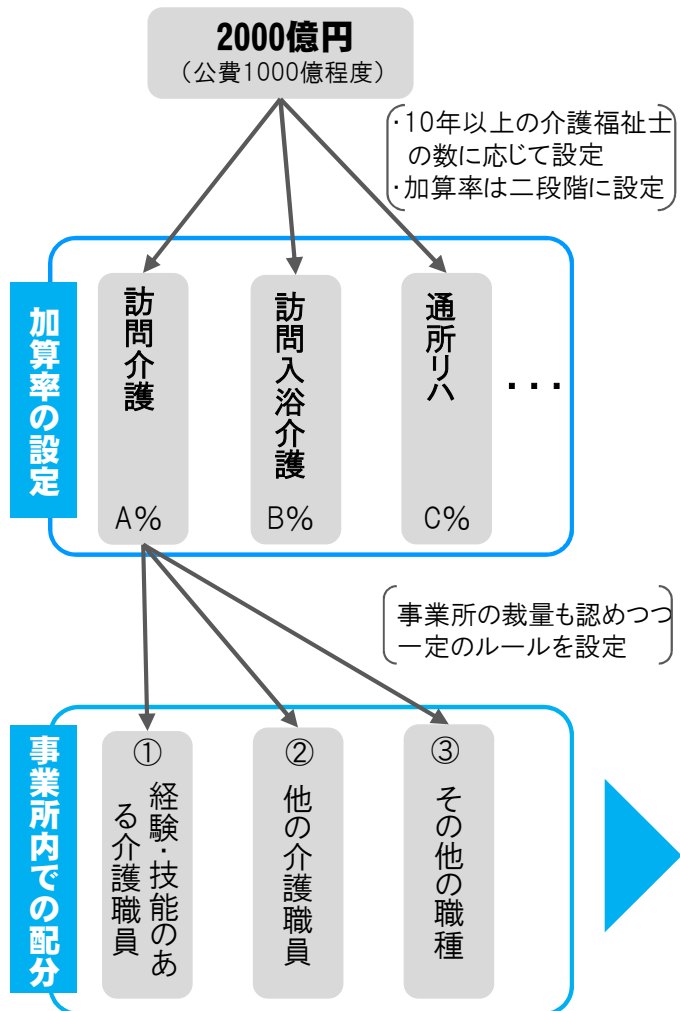 2000億円
（公費1000億程度）
・10年以上の介護福祉士
の数に応じて設定
・加算率は二段階に設定
加算率の設定
訪問介護
A％
訪問入浴介護
B％
通所リハ
C％
・・・
事業所の裁量も認めつつ
一定のルールを設定
事業所内での配分
①
経験・技能のあ
る介護職員
②
他の介護職員
③
その他の職種